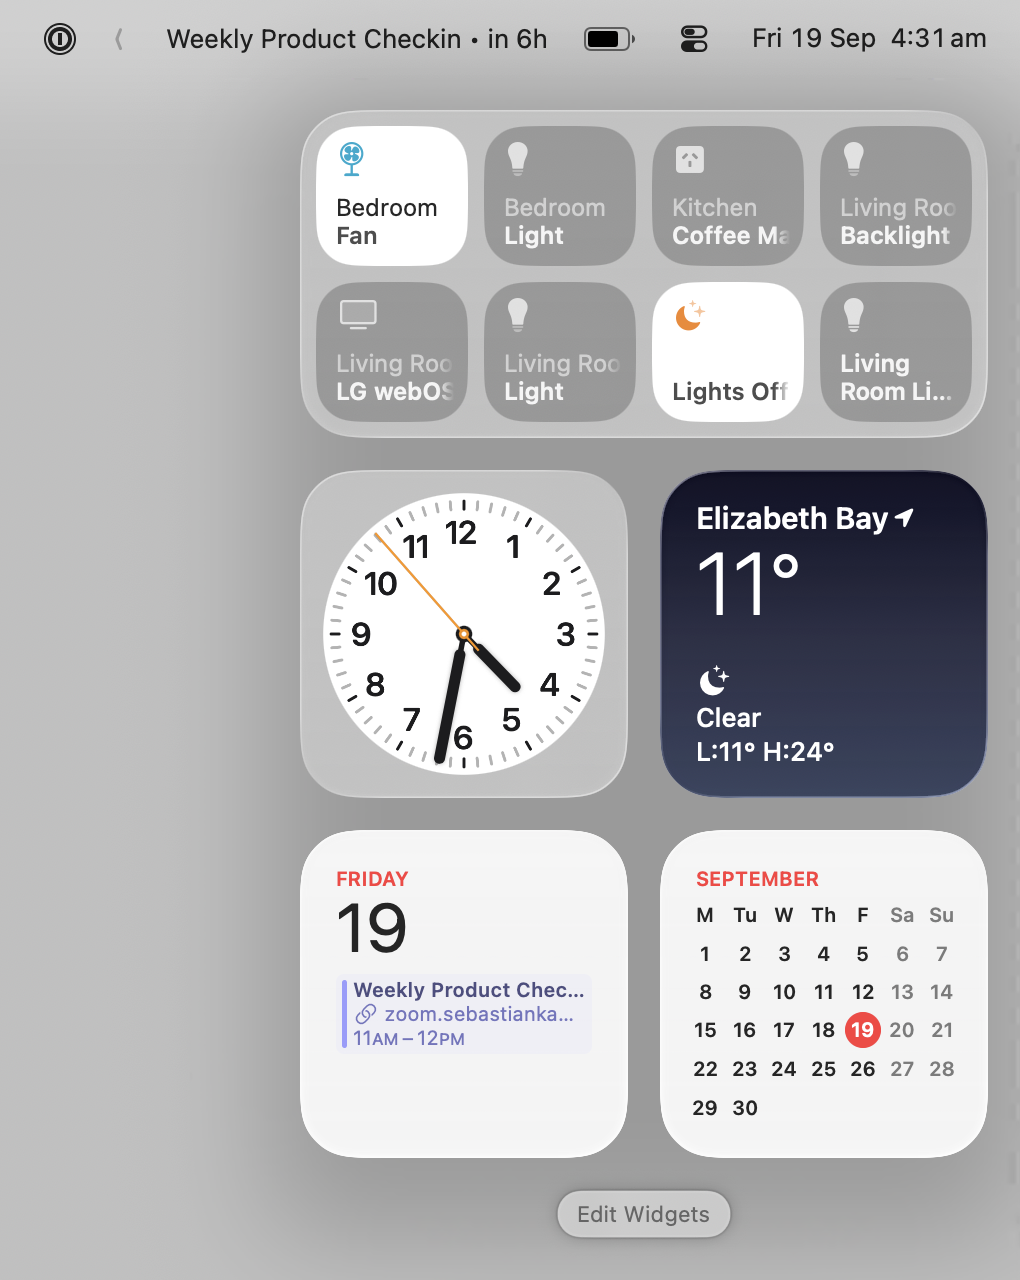 Weekly Product Checkin • in 6h Fri 19 Sep 4:31 am
Bedroom
Fan
Bedroom
Light
Kitchen
Coffee Ma
Living Roo
Backlight
Living Roo
LG webOS
Living Roo
Light
Lights Off
Living
Room Li...
12
1
2
3
4
5
6
7
8
9
10
11
Elizabeth Bay
11°
Clear
L:11° H:24°
FRIDAY
19
Weekly Product Chec...
zoom.sebastianka...
11AM – 12PM
SEPTEMBER
M Tu W Th F Sa Su
1 2 3 4 5 6 7
8 9 10 11 12 13 14
15 16 17 18 19 20 21
22 23 24 25 26 27 28
29 30
Edit Widgets